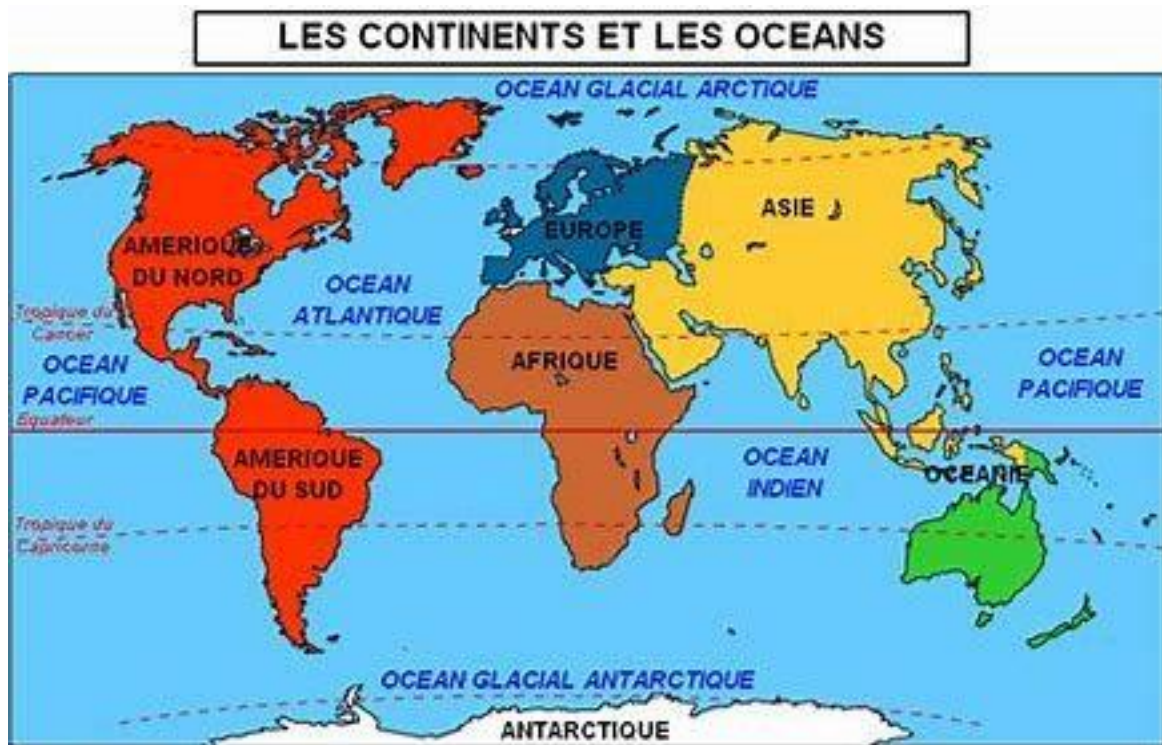 LES CONTINENTS ET LES OCEANS
OCEAN GLACIAL ARCTIQUE
ASIE
EUROPE
AMERIQUE
DU NORD
OCEAN
ATLANTIQUE
Tropique du
Cancer
AFRIQUE
OCEAN
PACIFIQUE
OCEAN
PACIFIQUE
Equateur
AMERIQUE
DU SUD
OCEAN
INDIEN
OCEANIE
Tropique du
Capricorne
OCEAN GLACIAL ANTARCTIQUE
ANTARCTIQUE